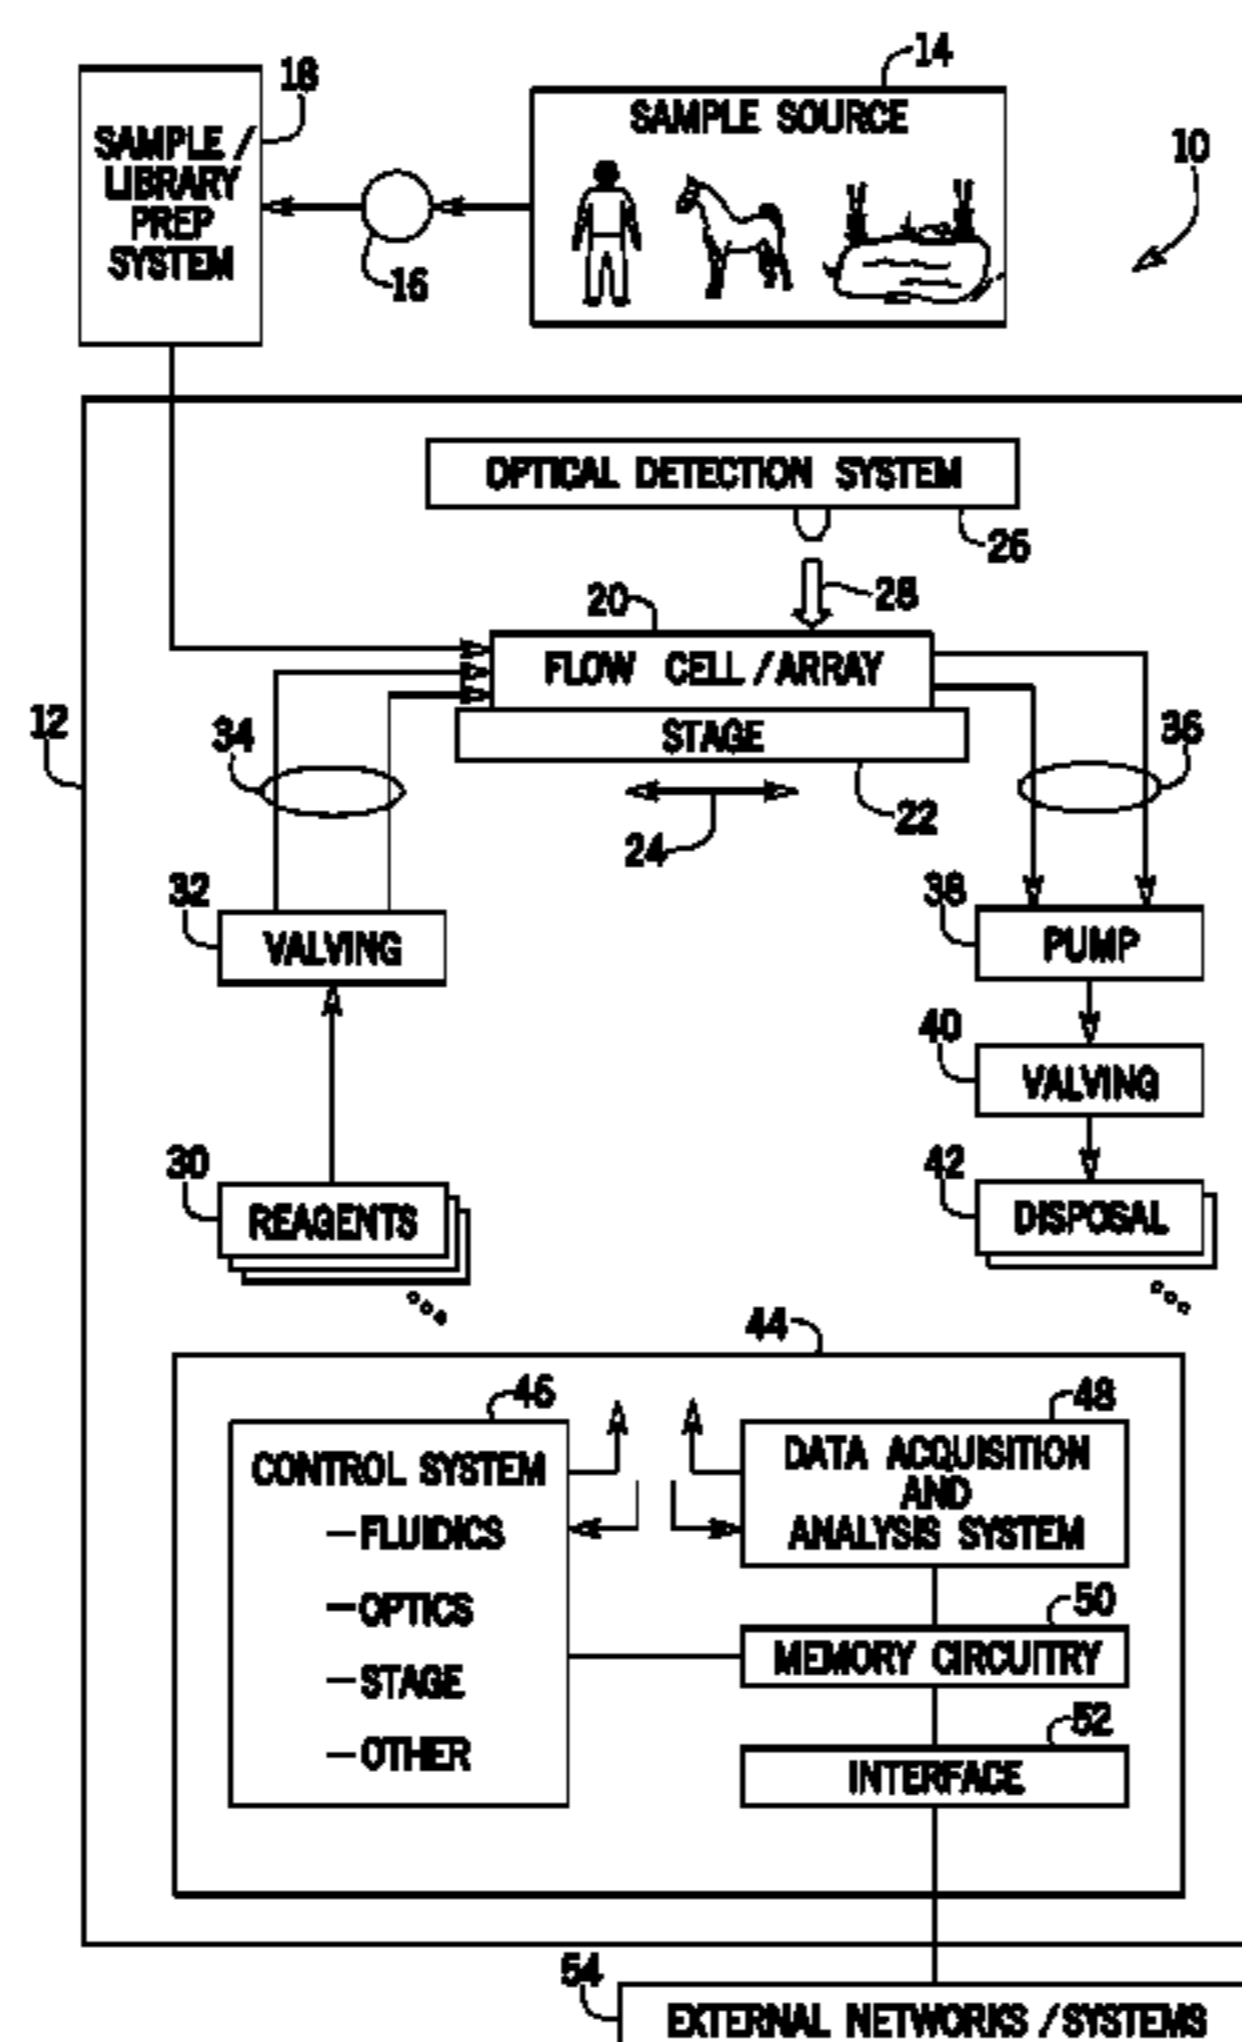 14
18
SAMPLE SOURCE
SAMPLE /
LIBRARY
PREP
SYSTEM
10
16
OPTICAL DETECTION SYSTEM
26
28
20
FLOW CELL / ARRAY
12
34
STAGE
36
22
24
32
VALVING
38
PUMP
40
VALVING
30
REAGENTS
42
DISPOSAL
44
46
CONTROL SYSTEM
– FLUIDICS
– OPTICS
– STAGE
– OTHER
48
DATA ACQUISITION
AND
ANALYSIS SYSTEM
50
MEMORY CIRCUITRY
52
INTERFACE
54
EXTERNAL NETWORKS / SYSTEMS